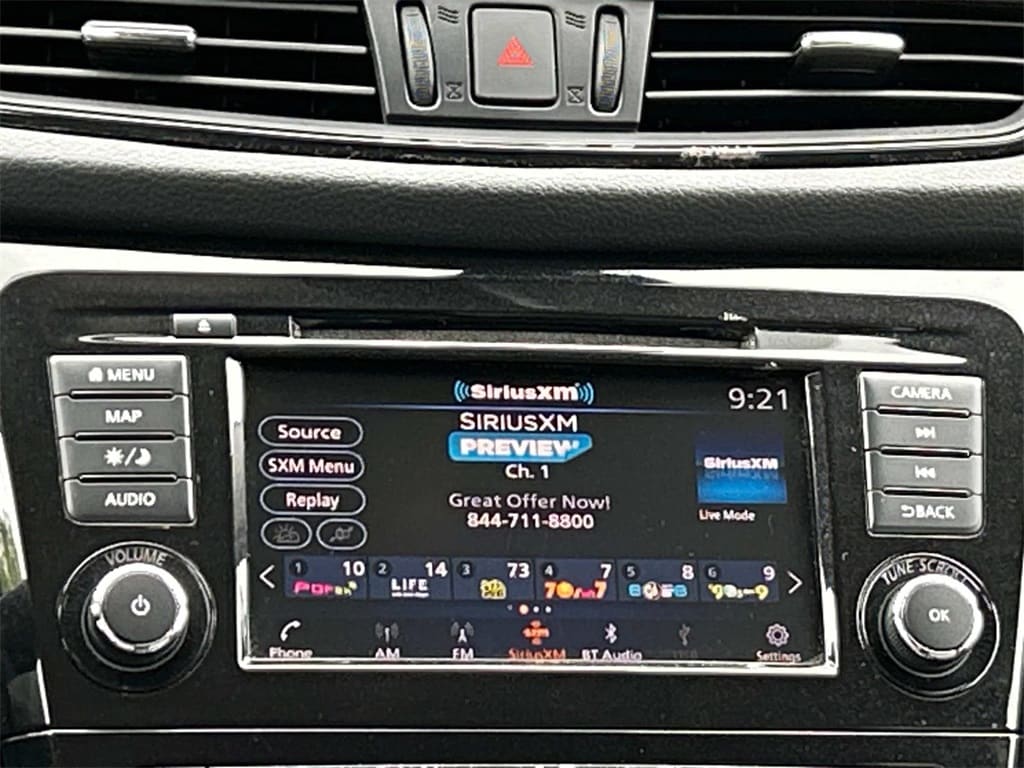 MENU
MAP
AUDIO
VOLUME
CAMERA
BACK
TUNE·SCROLL
OK
SiriusXM
9:21
Source
SXM Menu
Replay
SIRIUSXM
PREVIEW
Ch. 1
Great Offer Now!
844-711-8800
SiriusXM
Live Mode
1 10
2 14 LIFE
3 73
4 7
5 8
6 9
Phone
AM
FM
SiriusXM
BT Audio
Settings